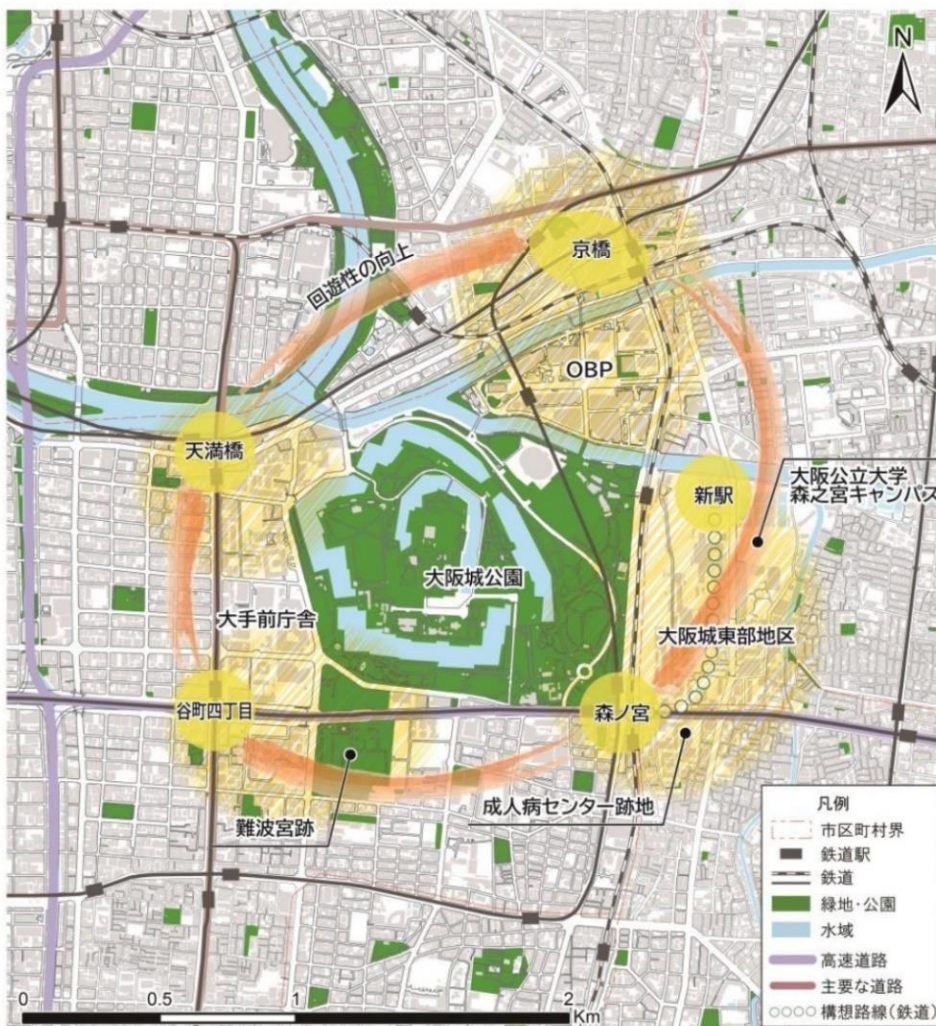 N
京橋
回遊性の向上
OBP
天満橋
新駅
大阪公立大学
森之宮キャンパス
大阪城公園
大手前庁舎
大阪城東部地区
谷町四丁目
森ノ宮
成人病センター跡地
難波宮跡
凡例
市区町村界
鉄道駅
鉄道
緑地・公園
水域
高速道路
主要な道路
構想路線(鉄道)
0 0.5 1 2
Km